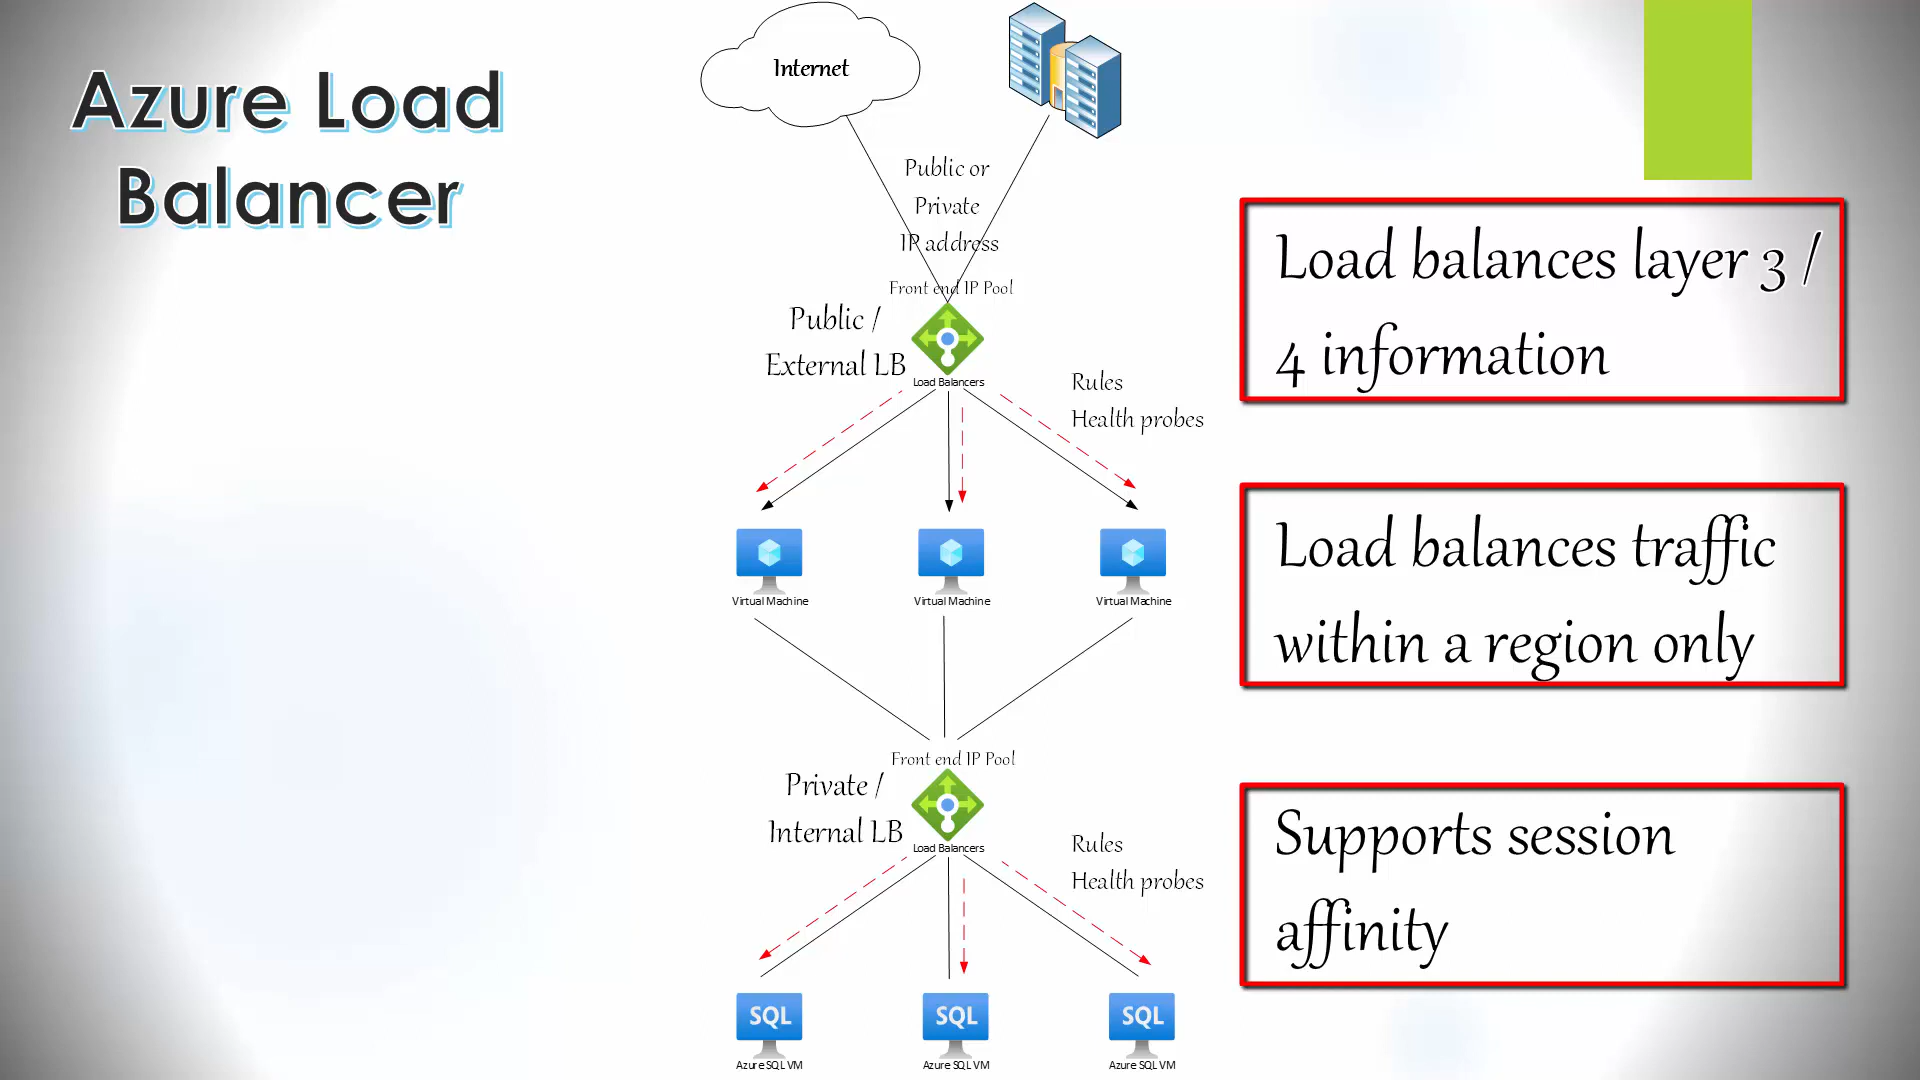 Azure Load
Balancer
Internet
Public or
Private
IP address
Front end IP Pool
Public /
External LB
Load Balancers
Rules
Health probes
Virtual Machine
Virtual Machine
Virtual Machine
Front end IP Pool
Private /
Internal LB
Load Balancers
Rules
Health probes
SQL
SQL
SQL
Azure SQL VM
Azure SQL VM
Azure SQL VM
Load balances layer 3 /
4 information
Load balances traffic
within a region only
Supports session
affinity